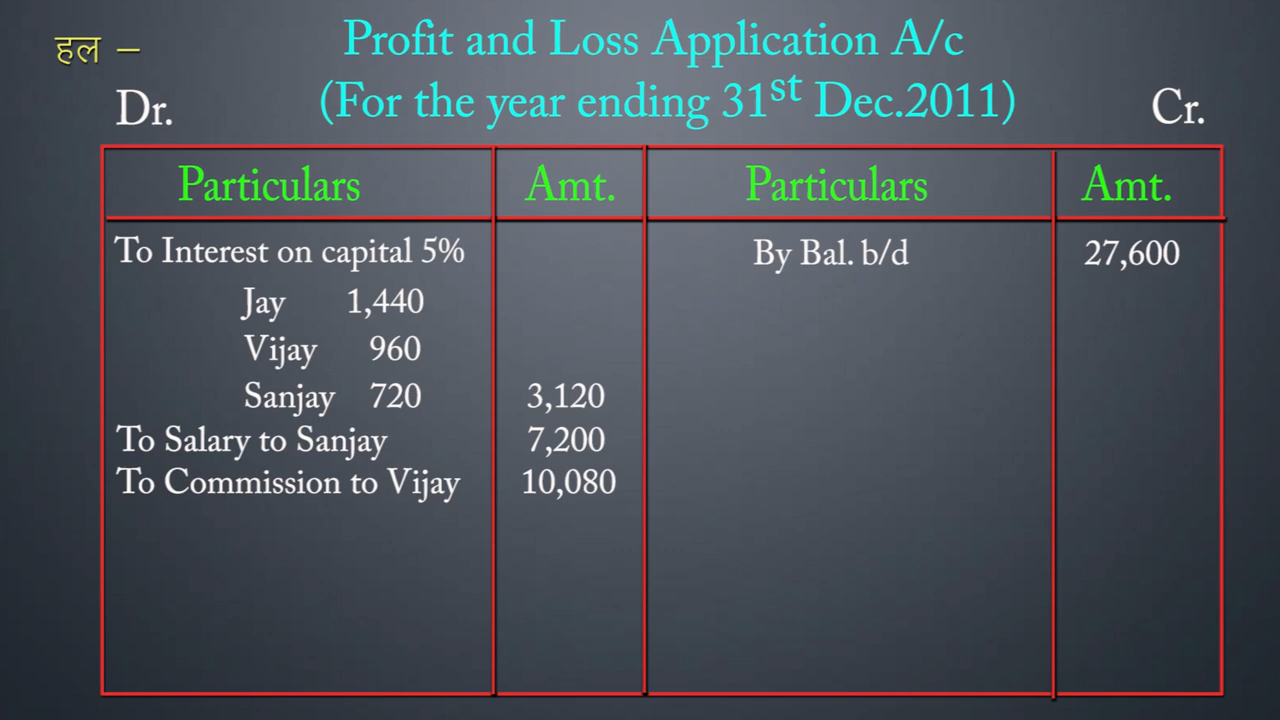 हल –
Profit and Loss Application A/c
(For the year ending 31st Dec.2011)
Dr.
Cr.
Particulars Amt. Particulars Amt.
To Interest on capital 5% By Bal. b/d 27,600
Jay 1,440
Vijay 960
Sanjay 720 3,120
To Salary to Sanjay 7,200
To Commission to Vijay 10,080